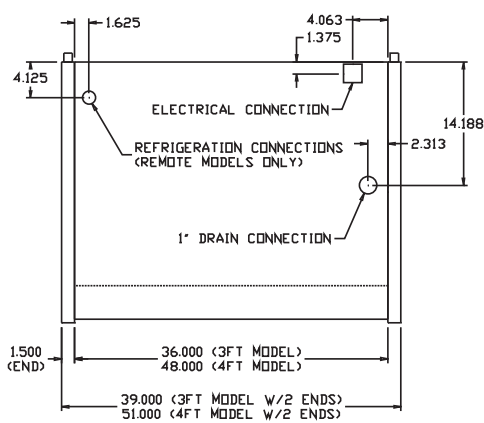 1.625
4.063
1.375
4.125
ELECTRICAL CONNECTION
14.188
REFRIGERATION CONNECTIONS
(REMOTE MODELS ONLY)
2.313
1" DRAIN CONNECTION
1.500
(END)
36.000 (3FT MODEL)
48.000 (4FT MODEL)
39.000 (3FT MODEL W/2 ENDS)
51.000 (4FT MODEL W/2 ENDS)